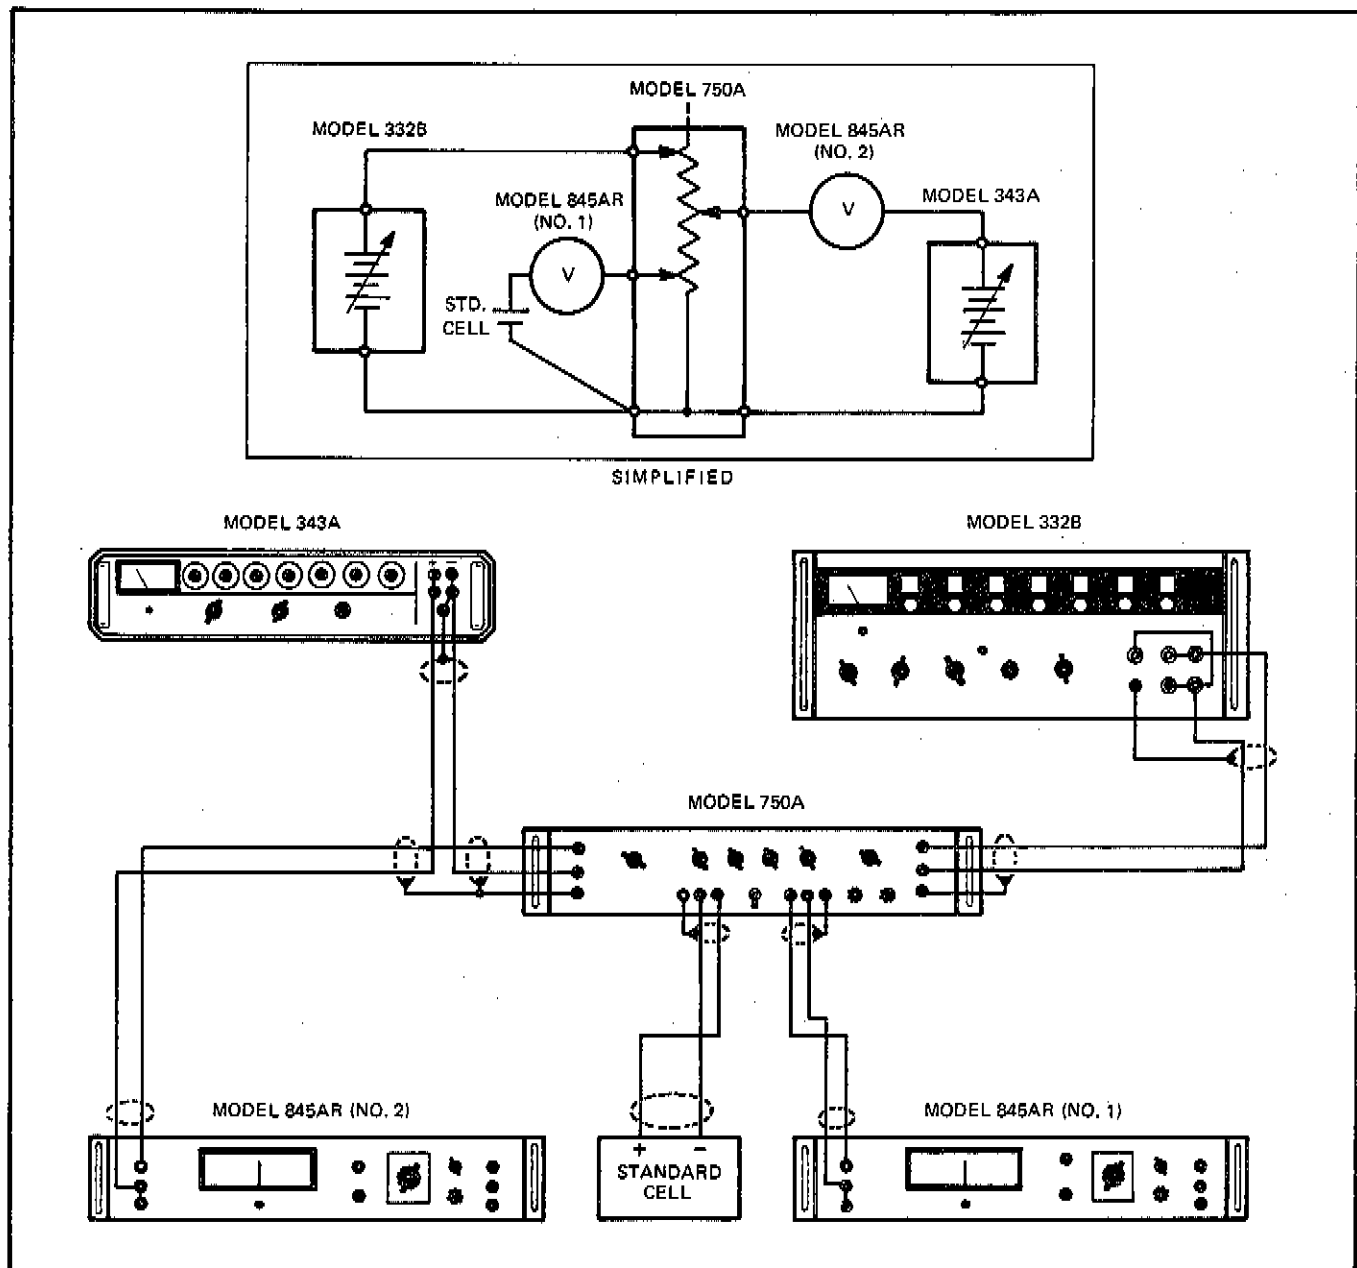 MODEL 750A
MODEL 332B
MODEL 845AR
(NO. 2)
MODEL 845AR
(NO. 1)
MODEL 343A
V
V
STD.
CELL
SIMPLIFIED
MODEL 343A
MODEL 332B
+ −
MODEL 750A
MODEL 845AR (NO. 2)
MODEL 845AR (NO. 1)
+ −
STANDARD
CELL